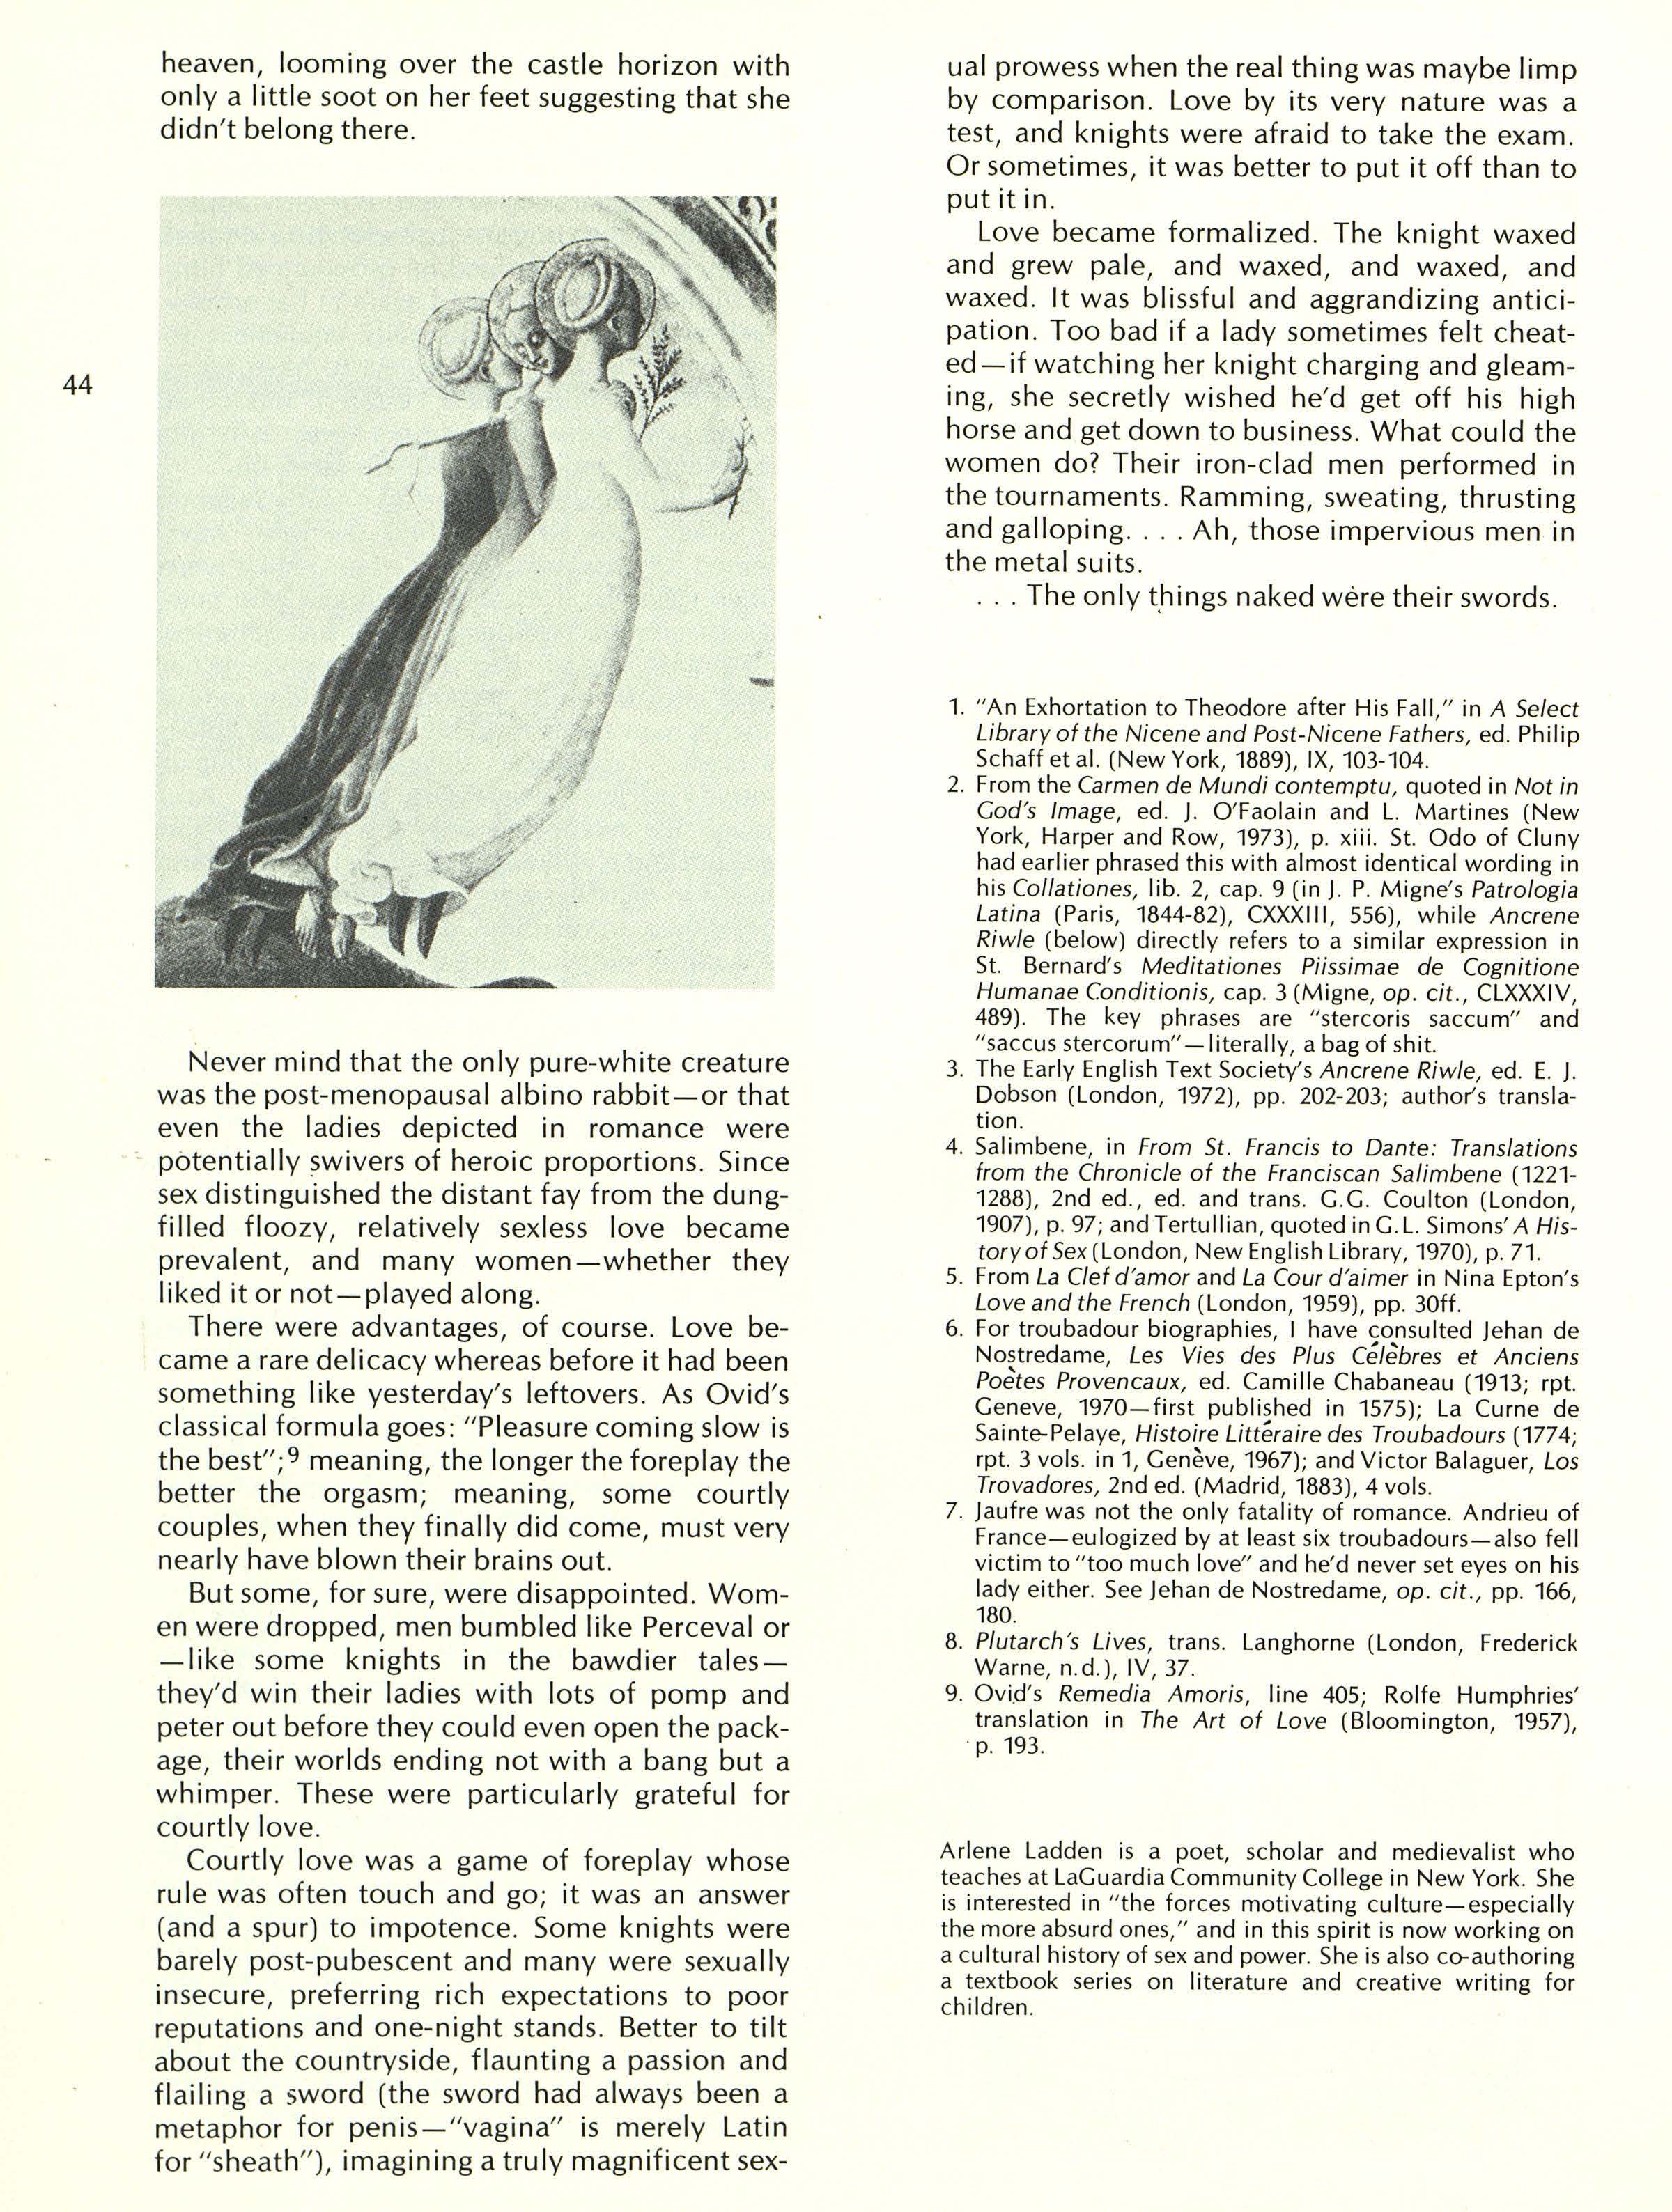 heaven, looming over the castle horizon with
only a little soot on her feet suggesting that she
didn't belong there.
44
Never mind that the only pure-white creature
was the post-menopausal albino rabbit—or that
even the ladies depicted in romance were
potentially swivers of heroic proportions. Since
sex distinguished the distant fay from the dung-
filled floozy, relatively sexless love became
prevalent, and many women—whether they
liked it or not—played along.
There were advantages, of course. Love be-
came a rare delicacy whereas before it had been
something like yesterday's leftovers. As Ovid's
classical formula goes: "Pleasure coming slow is
the best";9 meaning, the longer the foreplay the
better the orgasm; meaning, some courtly
couples, when they finally did come, must very
nearly have blown their brains out.
But some, for sure, were disappointed. Wom-
en were dropped, men bumbled like Perceval or
—like some knights in the bawdier tales—
they'd win their ladies with lots of pomp and
peter out before they could even open the pack-
age, their worlds ending not with a bang but a
whimper. These were particularly grateful for
courtly love.
Courtly love was a game of foreplay whose
rule was often touch and go; it was an answer
(and a spur) to impotence. Some knights were
barely post-pubescent and many were sexually
insecure, preferring rich expectations to poor
reputations and one-night stands. Better to tilt
about the countryside, flaunting a passion and
flailing a sword (the sword had always been a
metaphor for penis—"vagina" is merely Latin
for "sheath"), imagining a truly magnificent sex-
ual prowess when the real thing was maybe limp
by comparison. Love by its very nature was a
test, and knights were afraid to take the exam.
Or sometimes, it was better to put it off than to
put it in.
Love became formalized. The knight waxed
and grew pale, and waxed, and waxed, and
waxed. It was blissful and aggrandizing antici-
pation. Too bad if a lady sometimes felt cheat-
ed—if watching her knight charging and gleam-
ing, she secretly wished he'd get off his high
horse and get down to business. What could the
women do? Their iron-clad men performed in
the tournaments. Ramming, sweating, thrusting
and galloping. . . . Ah, those impervious men in
the metal suits.
. . . The only things naked were their swords.
1. "An Exhortation to Theodore after His Fall," in A Select
Library of the Nicene and Post-Nicene Fathers, ed. Philip
Schaff et al. (New York, 1889), IX, 103-104.
2. From the Carmen de Mundi contemptu, quoted in Not in
God's Image, ed. J. O'Faolain and L. Martines (New
York, Harper and Row, 1973), p. xiii. St. Odo of Cluny
had earlier phrased this with almost identical wording in
his Collationes, lib. 2, cap. 9 (in J. P. Migne's Patrologia
Latina (Paris, 1844-82), CXXXIII, 556), while Ancrene
Riwle (below) directly refers to a similar expression in
St. Bernard's Meditationes Piissimae de Cognitione
Humanae Conditionis, cap. 3 (Migne, op. cit., CLXXXIV,
489). The key phrases are "stercoris saccum" and
"saccus stercorum"—literally, a bag of shit.
3. The Early English Text Society's Ancrene Riwle, ed. E. J.
Dobson (London, 1972), pp. 202-203; author's transla-
tion.
4. Salimbene, in From St. Francis to Dante: Translations
from the Chronicle of the Franciscan Salimbene (1221-
1288), 2nd ed., ed. and trans. G.G. Coulton (London,
1907), p. 97; and Tertullian, quoted in G.L. Simons' A His-
tory of Sex (London, New English Library, 1970), p. 71.
5. From La Clef d'amor and La Cour d'aimer in Nina Epton's
Love and the French (London, 1959), pp. 30ff.
6. For troubadour biographies, I have consulted Jehan de
Nostredame, Les Vies des Plus Célèbres et Anciens
Poètes Provencaux, ed. Camille Chabaneau (1913; rpt.
Geneve, 1970—first published in 1575); La Curne de
Sainte-Pelaye, Histoire Littéraire des Troubadours (1774;
rpt. 3 vols. in 1, Genève, 1967); and Victor Balaguer, Los
Trovadores, 2nd ed. (Madrid, 1883), 4 vols.
7. Jaufre was not the only fatality of romance. Andrieu of
France—eulogized by at least six troubadours—also fell
victim to "too much love" and he'd never set eyes on his
lady either. See Jehan de Nostredame, op. cit., pp. 166,
180.
8. Plutarch's Lives, trans. Langhorne (London, Frederick
Warne, n.d.), IV, 37.
9. Ovid's Remedia Amoris, line 405; Rolfe Humphries'
translation in The Art of Love (Bloomington, 1957),
p. 193.
Arlene Ladden is a poet, scholar and medievalist who
teaches at LaGuardia Community College in New York. She
is interested in "the forces motivating culture—especially
the more absurd ones," and in this spirit is now working on
a cultural history of sex and power. She is also co-authoring
a textbook series on literature and creative writing for
children.